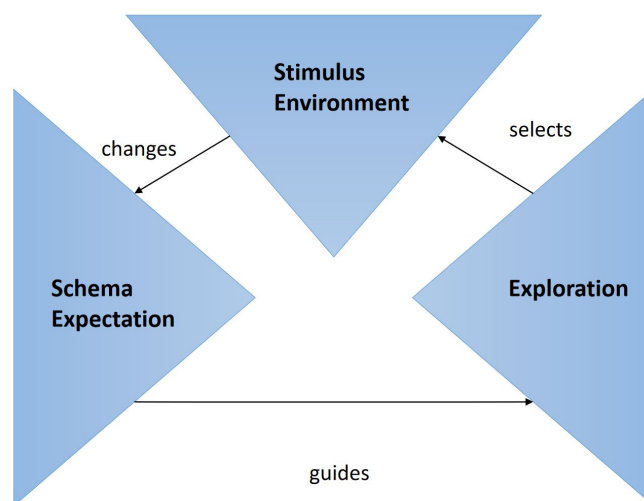 Stimulus
Environment
changes
selects
Schema
Expectation
Exploration
guides